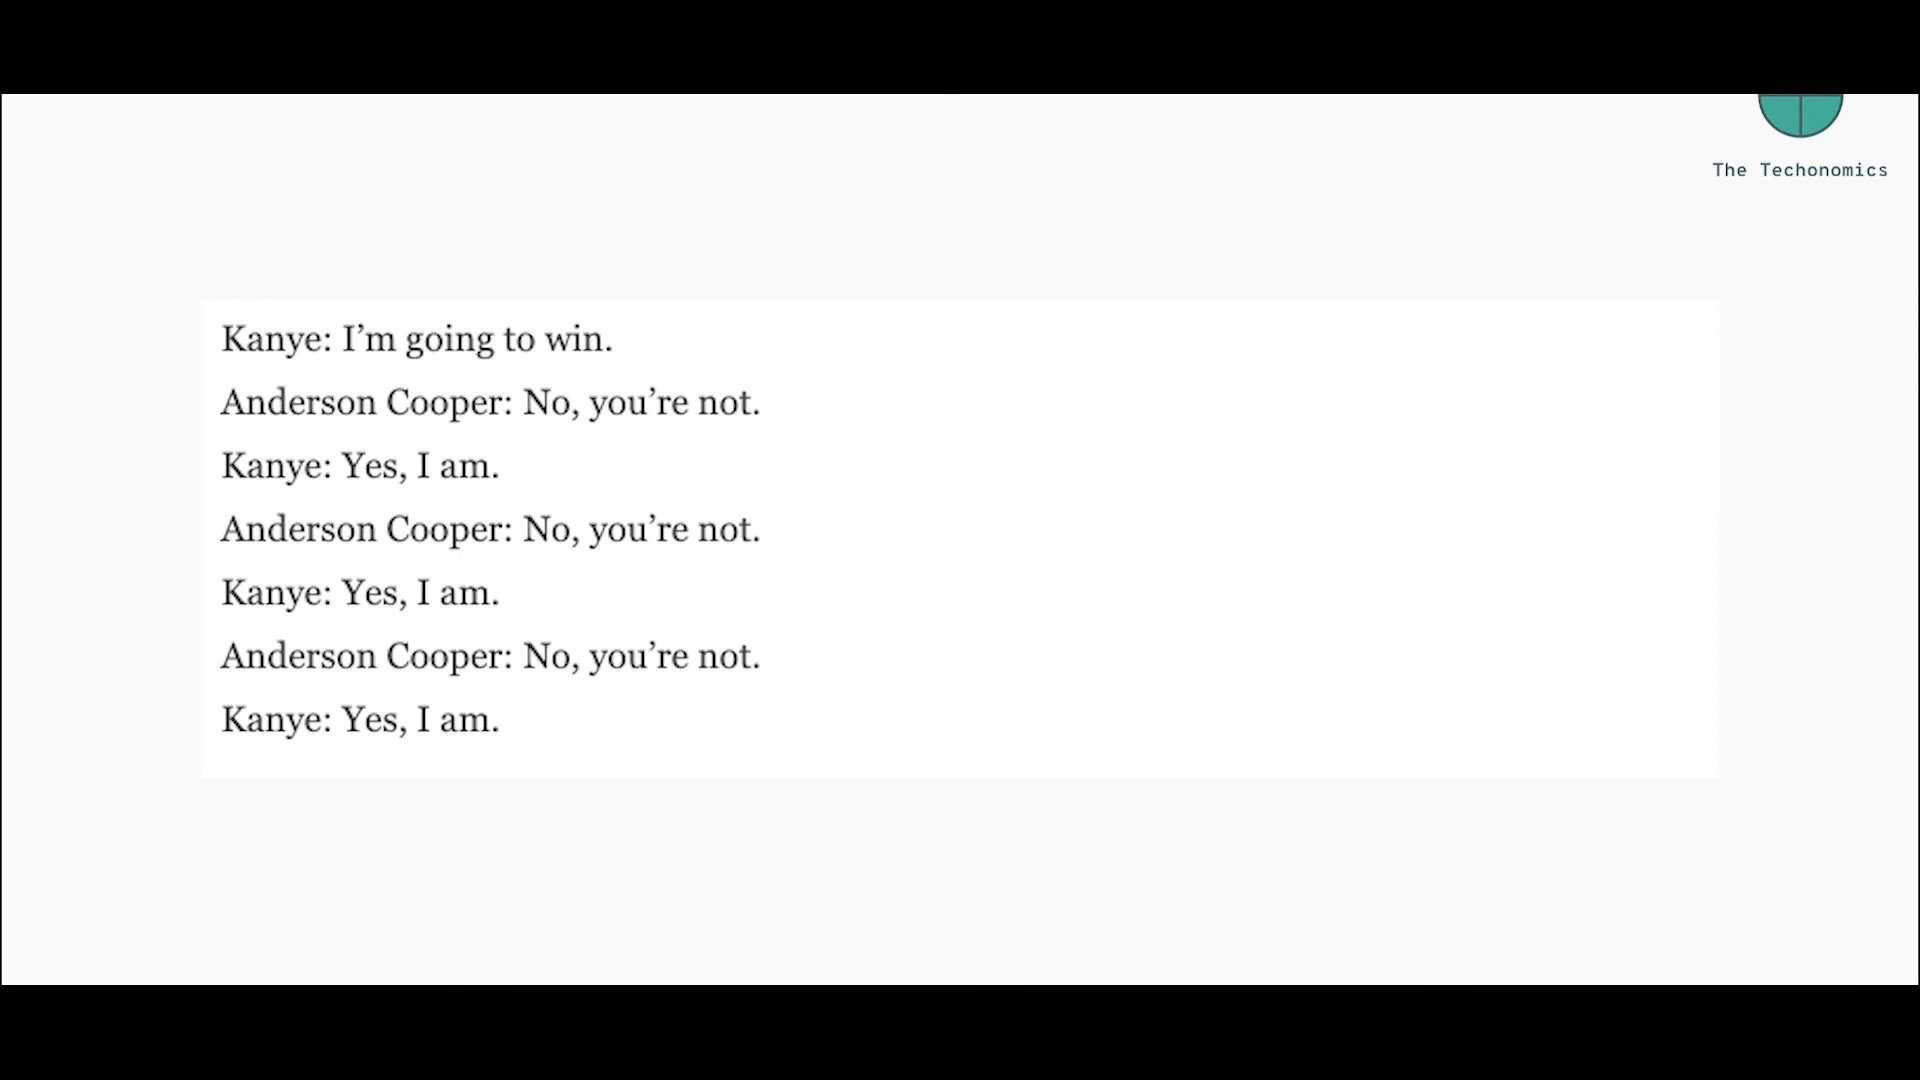 The Techonomics
Kanye: I’m going to win.
Anderson Cooper: No, you’re not.
Kanye: Yes, I am.
Anderson Cooper: No, you’re not.
Kanye: Yes, I am.
Anderson Cooper: No, you’re not.
Kanye: Yes, I am.